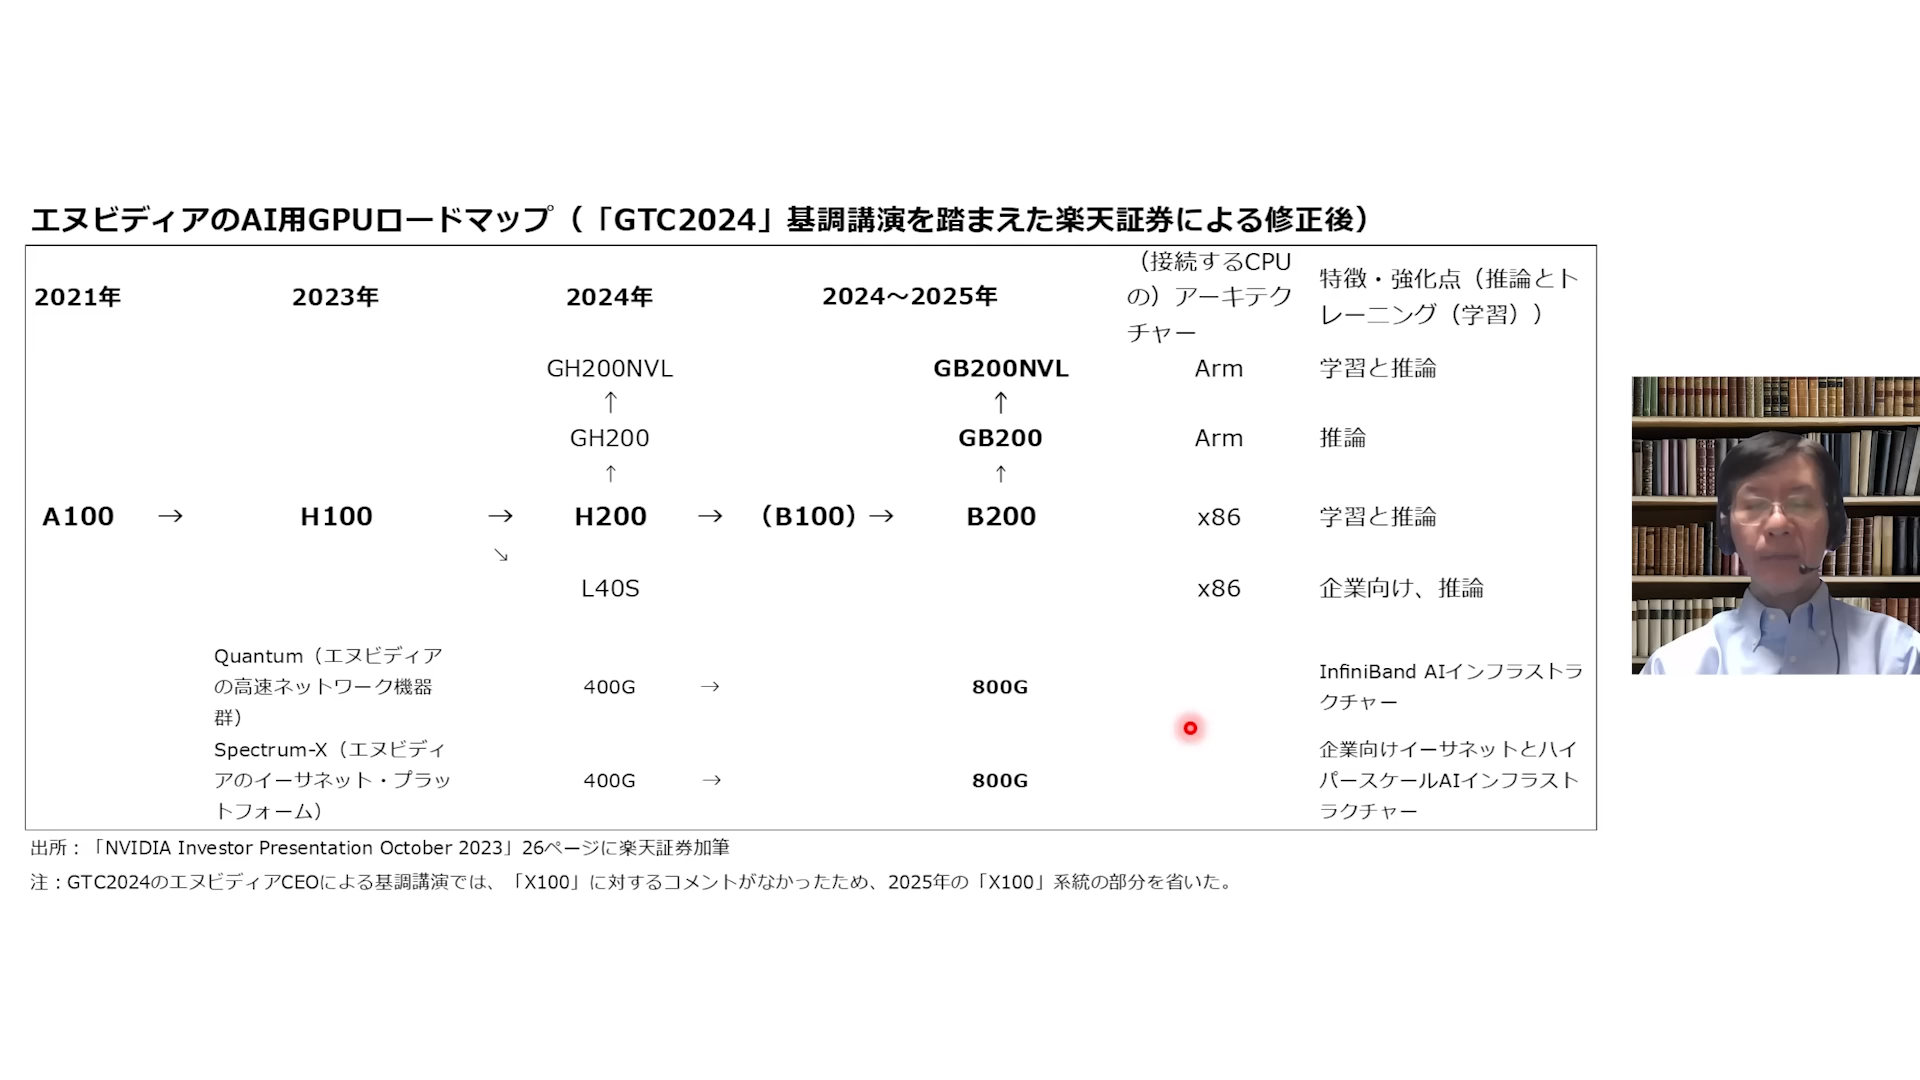 エヌビディアのAI用GPUロードマップ（「GTC2024」基調講演を踏まえた楽天証券による修正後）
2021年 2023年 2024年 2024～2025年 （接続するCPU
の）アーキテク
チャー 特徴・強化点（推論とト
レーニング（学習））
GH200NVL GB200NVL Arm 学習と推論
↑ ↑
GH200 GB200 Arm 推論
↑ ↑
A100 → H100 → H200 → （B100）→ B200 x86 学習と推論
↘
L40S x86 企業向け、推論
Quantum（エヌビディア
の高速ネットワーク機器
群） 400G → 800G InfiniBand AIインフラストラ
クチャー
Spectrum-X（エヌビディ
アのイーサネット・プラッ
トフォーム） 400G → 800G 企業向けイーサネットとハイ
パースケールAIインフラスト
ラクチャー
出所：「NVIDIA Investor Presentation October 2023」26ページに楽天証券加筆
注：GTC2024のエヌビディアCEOによる基調講演では、「X100」に対するコメントがなかったため、2025年の「X100」系統の部分を省いた。